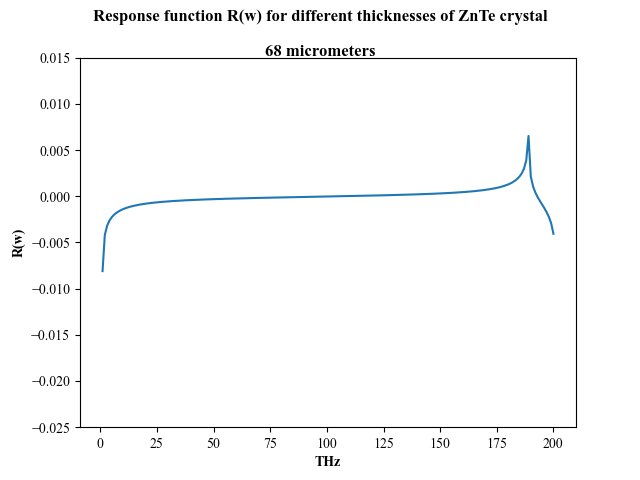 Response function R(w) for different thicknesses of ZnTe crystal
68 micrometers
0.015
0.010
0.005
0.000
−0.005
−0.010
−0.015
−0.020
−0.025
R(w)
0 25 50 75 100 125 150 175 200
THz